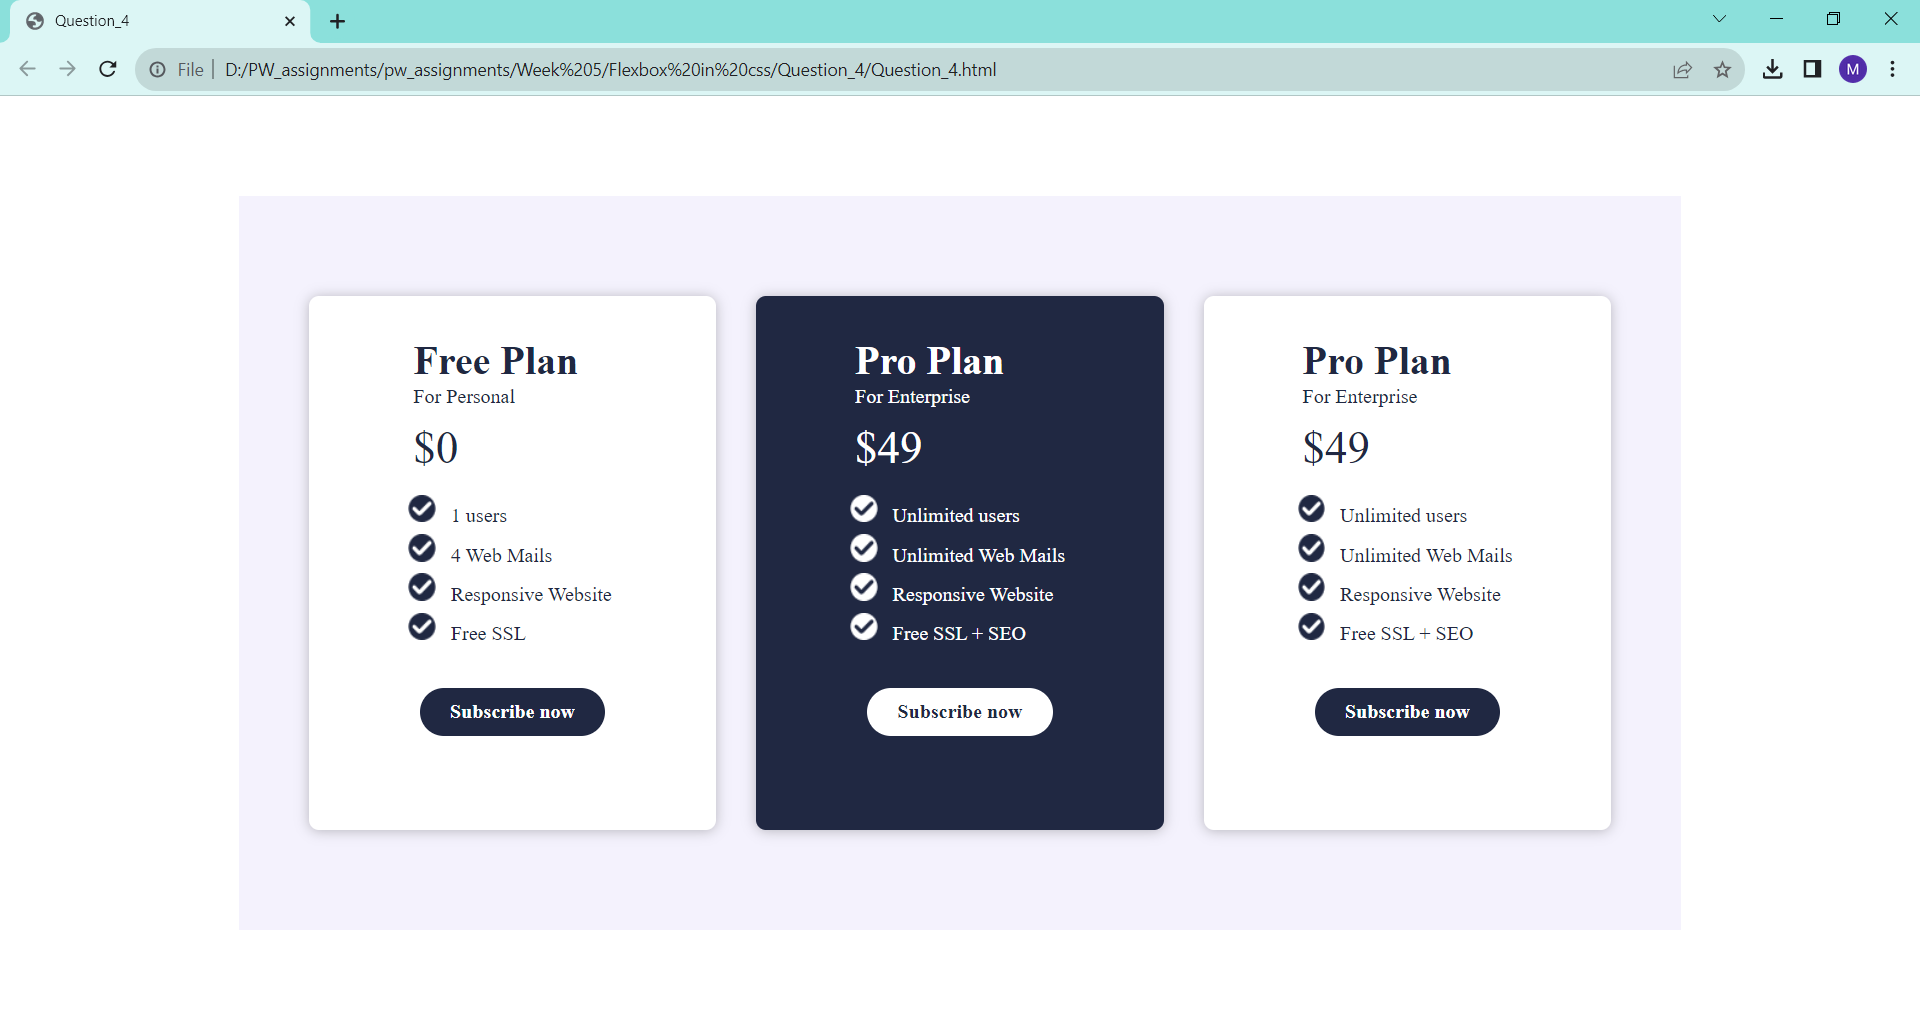 Question_4
File
D:/PW_assignments/pw_assignments/Week%205/Flexbox%20in%20css/Question_4/Question_4.html
M
Free Plan
For Personal
$0
1 users
4 Web Mails
Responsive Website
Free SSL
Subscribe now
Pro Plan
For Enterprise
$49
Unlimited users
Unlimited Web Mails
Responsive Website
Free SSL + SEO
Subscribe now
Pro Plan
For Enterprise
$49
Unlimited users
Unlimited Web Mails
Responsive Website
Free SSL + SEO
Subscribe now